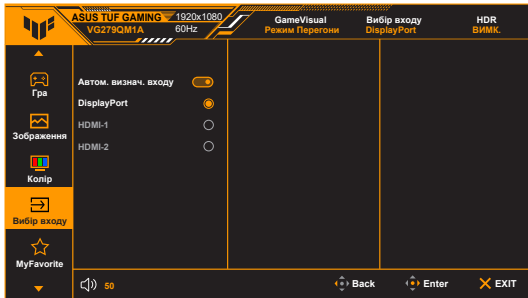 ASUS TUF GAMING
VG279QM1A
1920x1080
60Hz
GameVisual
Режим Перегони
Вибір входу
DisplayPort
HDR
ВИМК.
Гра
Зображення
Колір
Вибір входу
MyFavorite
Автом. визнач. входу
DisplayPort
HDMI-1
HDMI-2
50
Back
Enter
EXIT